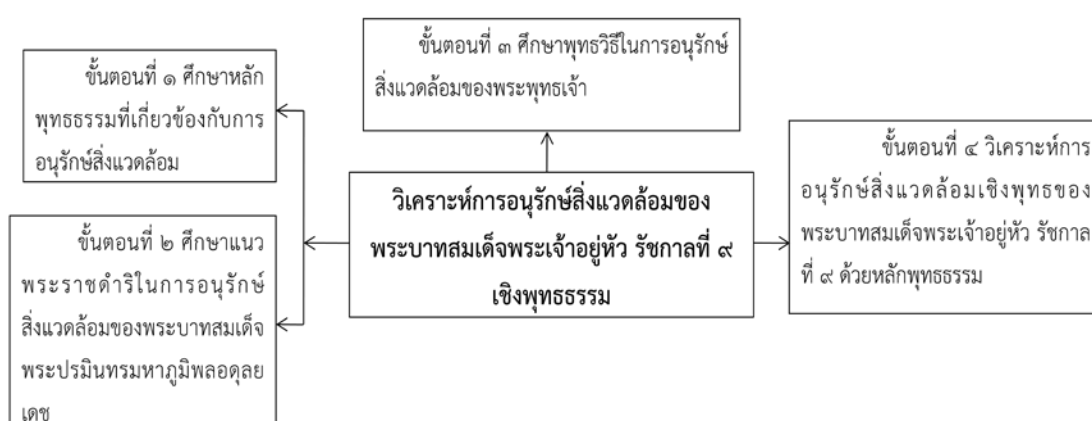 ขั้นตอนที่ ๑ ศึกษาหลัก
พุทธธรรมที่เกี่ยวข้องกับการ
อนุรักษ์สิ่งแวดล้อม
ขั้นตอนที่ ๒ ศึกษาแนว
พระราชดำริในการอนุรักษ์
สิ่งแวดล้อมของพระบาทสมเด็จ
พระปรมินทรมหาภูมิพลอดุลย
เดช
ขั้นตอนที่ ๓ ศึกษาพุทธวิธีในการอนุรักษ์
สิ่งแวดล้อมของพระพุทธเจ้า
วิเคราะห์การอนุรักษ์สิ่งแวดล้อมของ
พระบาทสมเด็จพระเจ้าอยู่หัว รัชกาลที่ ๙
เชิงพุทธธรรม
ขั้นตอนที่ ๔ วิเคราะห์การ
อนุรักษ์สิ่งแวดล้อมเชิงพุทธของ
พระบาทสมเด็จพระเจ้าอยู่หัว รัชกาล
ที่ ๙ ด้วยหลักพุทธธรรม